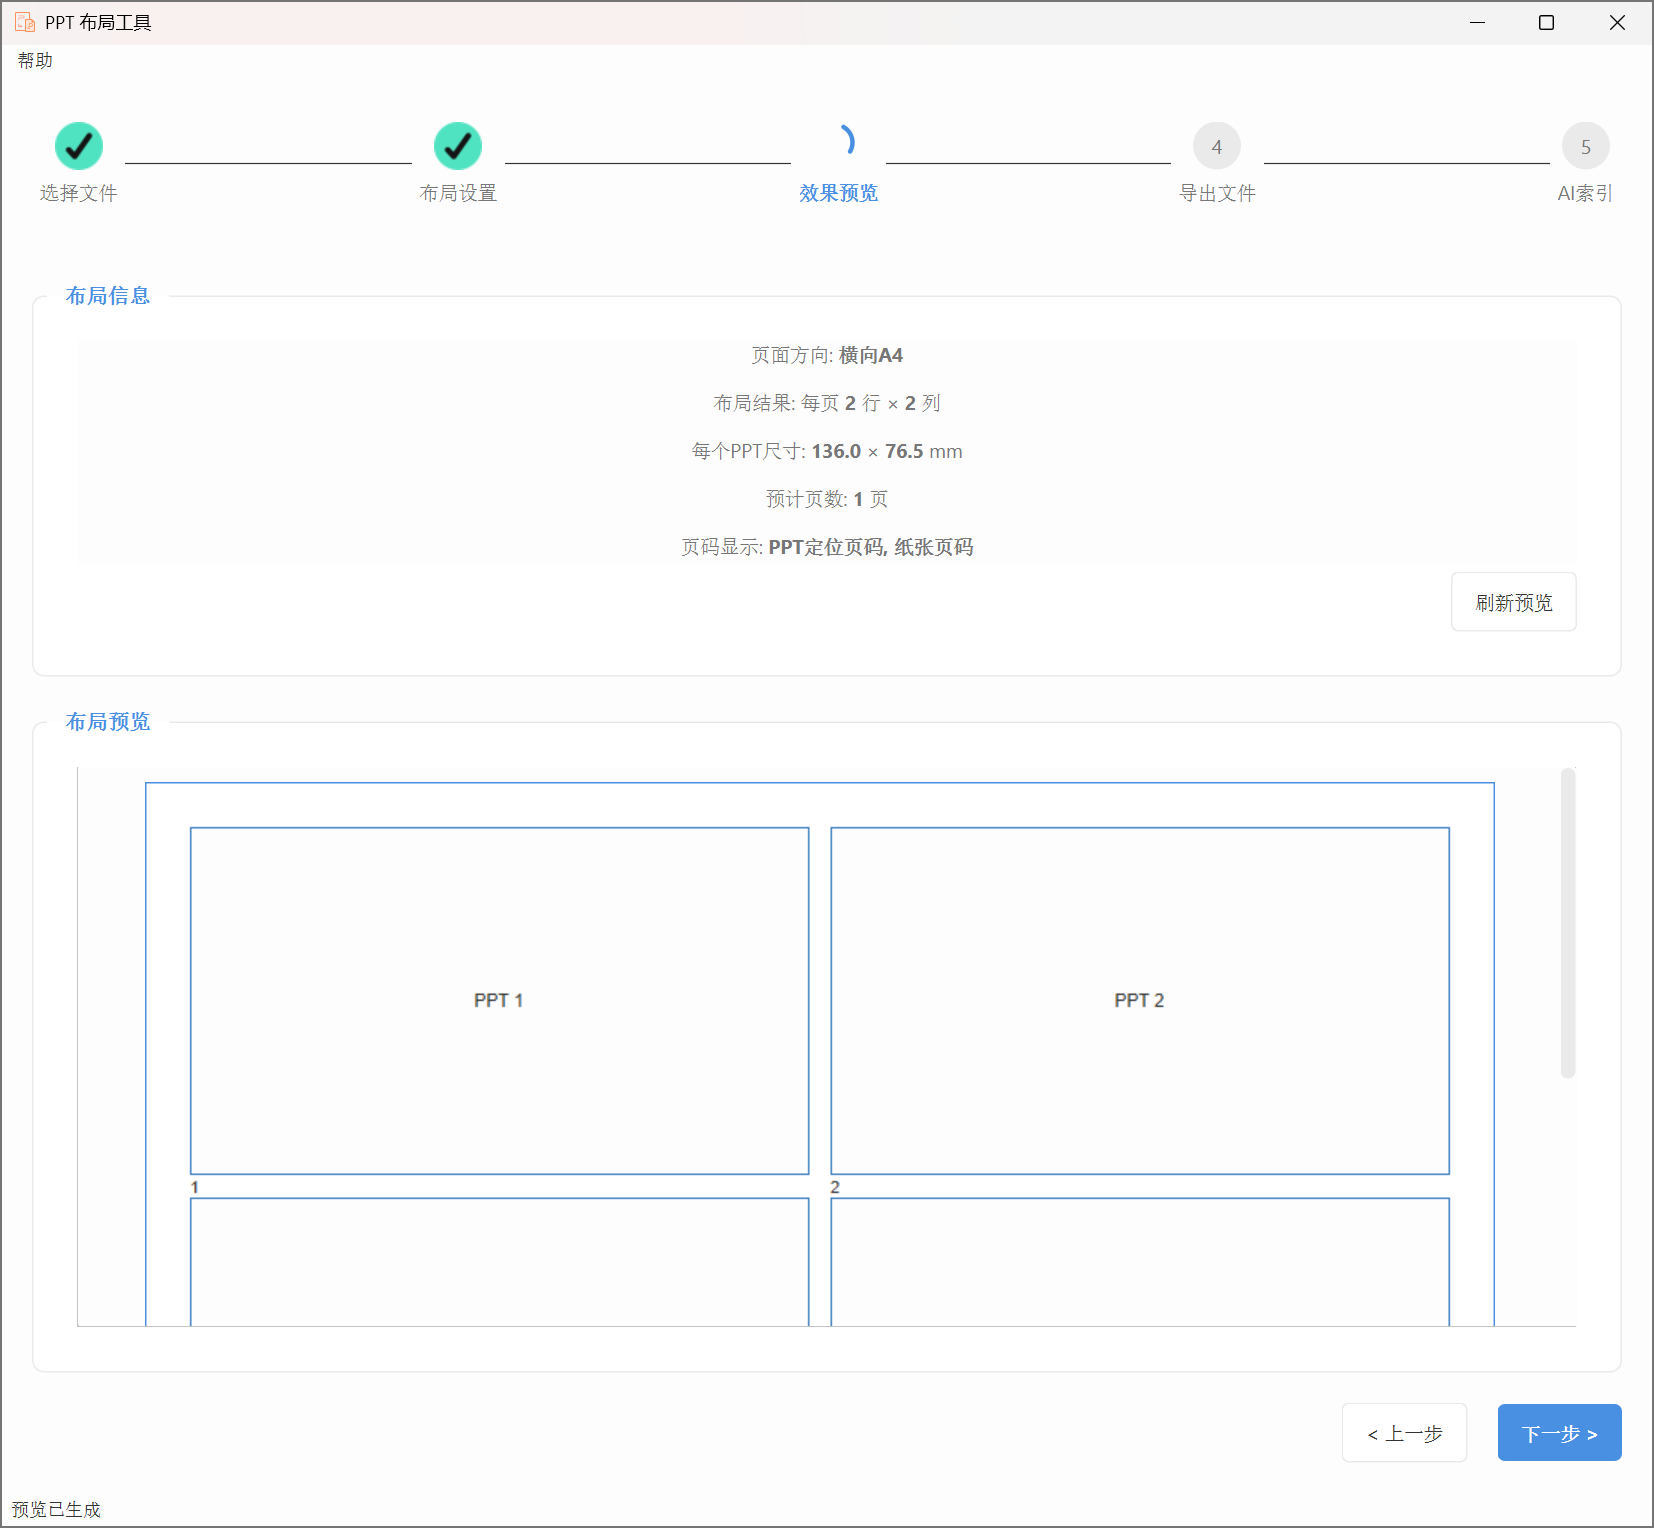 PPT 布局工具
帮助
4
5
选择文件
布局设置
效果预览
导出文件
AI索引
布局信息
页面方向: 横向A4
布局结果: 每页 2 行 × 2 列
每个PPT尺寸: 136.0 × 76.5 mm
预计页数: 1 页
页码显示: PPT定位页码, 纸张页码
刷新预览
布局预览
PPT 1
PPT 2
1
2
< 上一步
下一步 >
预览已生成